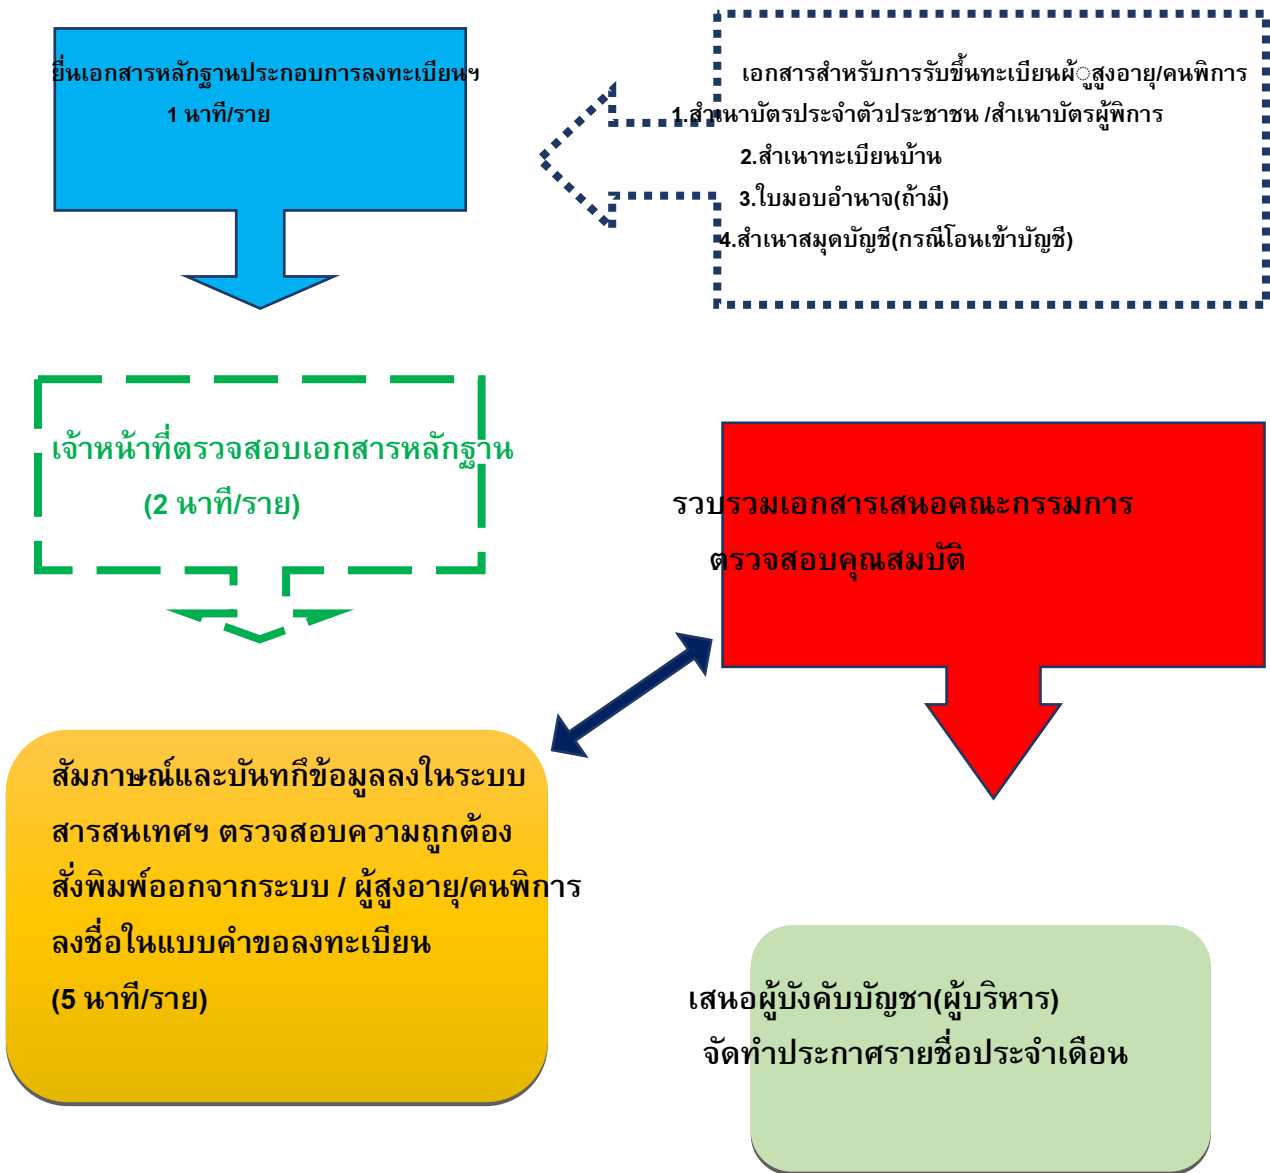 ยื่นเอกสารหลักฐานประกอบการลงทะเบียนฯ
1 นาที/ราย
เอกสารสำหรับการรับขึ้นทะเบียนผู้สูงอายุ/คนพิการ
1.สำเนาบัตรประจำตัวประชาชน /สำเนาบัตรผู้พิการ
2.สำเนาทะเบียนบ้าน
3.ใบมอบอำนาจ(ถ้ามี)
4.สำเนาสมุดบัญชี(กรณีโอนเข้าบัญชี)
เจ้าหน้าที่ตรวจสอบเอกสารหลักฐาน
(2 นาที/ราย)
รวบรวมเอกสารเสนอคณะกรรมการ
ตรวจสอบคุณสมบัติ
สัมภาษณ์และบันทึกข้อมูลลงในระบบ
สารสนเทศฯ ตรวจสอบความถูกต้อง
สั่งพิมพ์ออกจากระบบ / ผู้สูงอายุ/คนพิการ
ลงชื่อในแบบคำขอลงทะเบียน
(5 นาที/ราย)
เสนอผู้บังคับบัญชา(ผู้บริหาร)
จัดทำประกาศรายชื่อประจำเดือน